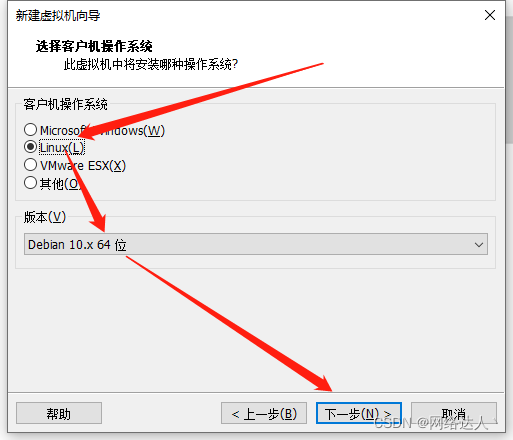 新建虚拟机向导
选择客户机操作系统
此虚拟机中将安装哪种操作系统?
客户机操作系统
Windows(W)
Linux(L)
VMware ESX(X)
其他(O)
版本(V)
Debian 10.x 64 位
帮助
< 上一步(B)
下一步(N) >
取消
CSDN @网络达人